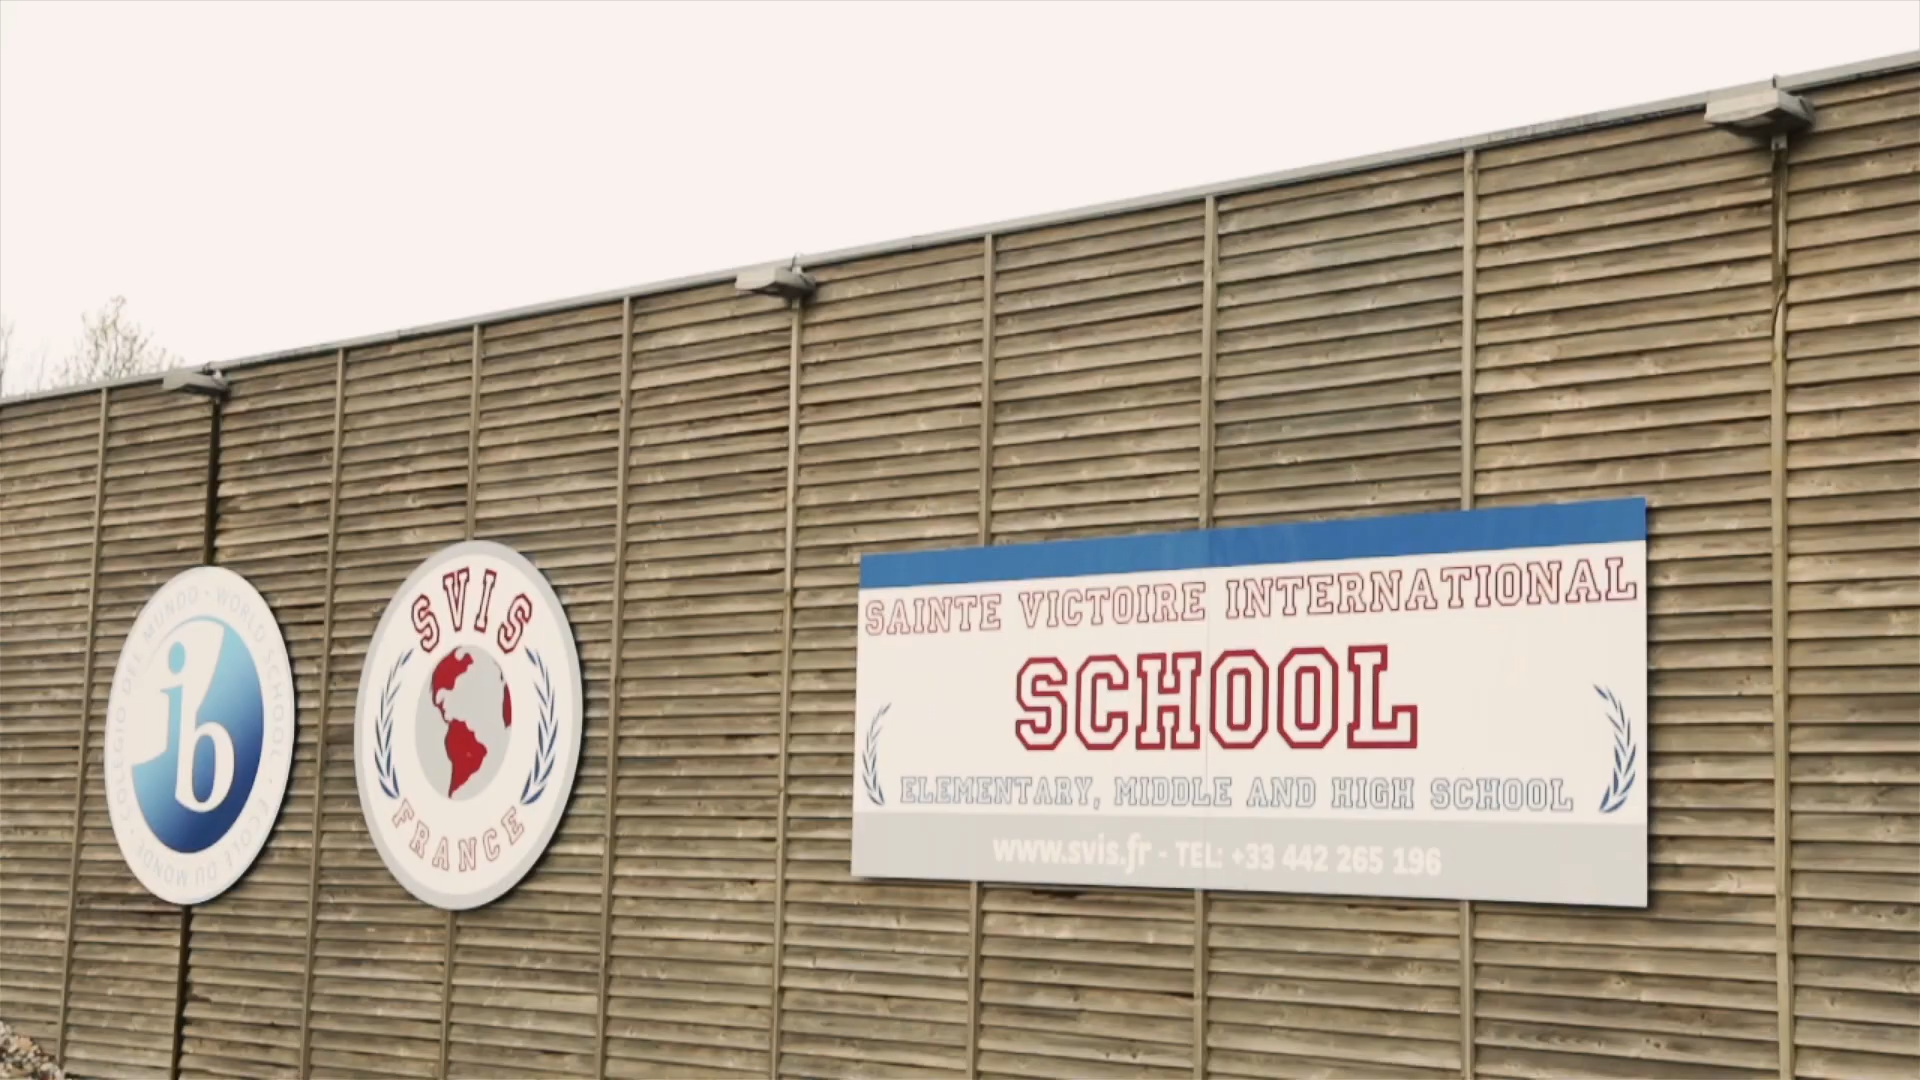 COLEGIO DEL MUNDO · WORLD SCHOOL · ÉCOLE DU MONDE ·
ib
SVIS
FRANCE
SAINTE VICTOIRE INTERNATIONAL
SCHOOL
ELEMENTARY, MIDDLE AND HIGH SCHOOL
www.svis.fr - TEL: +33 442 265 196